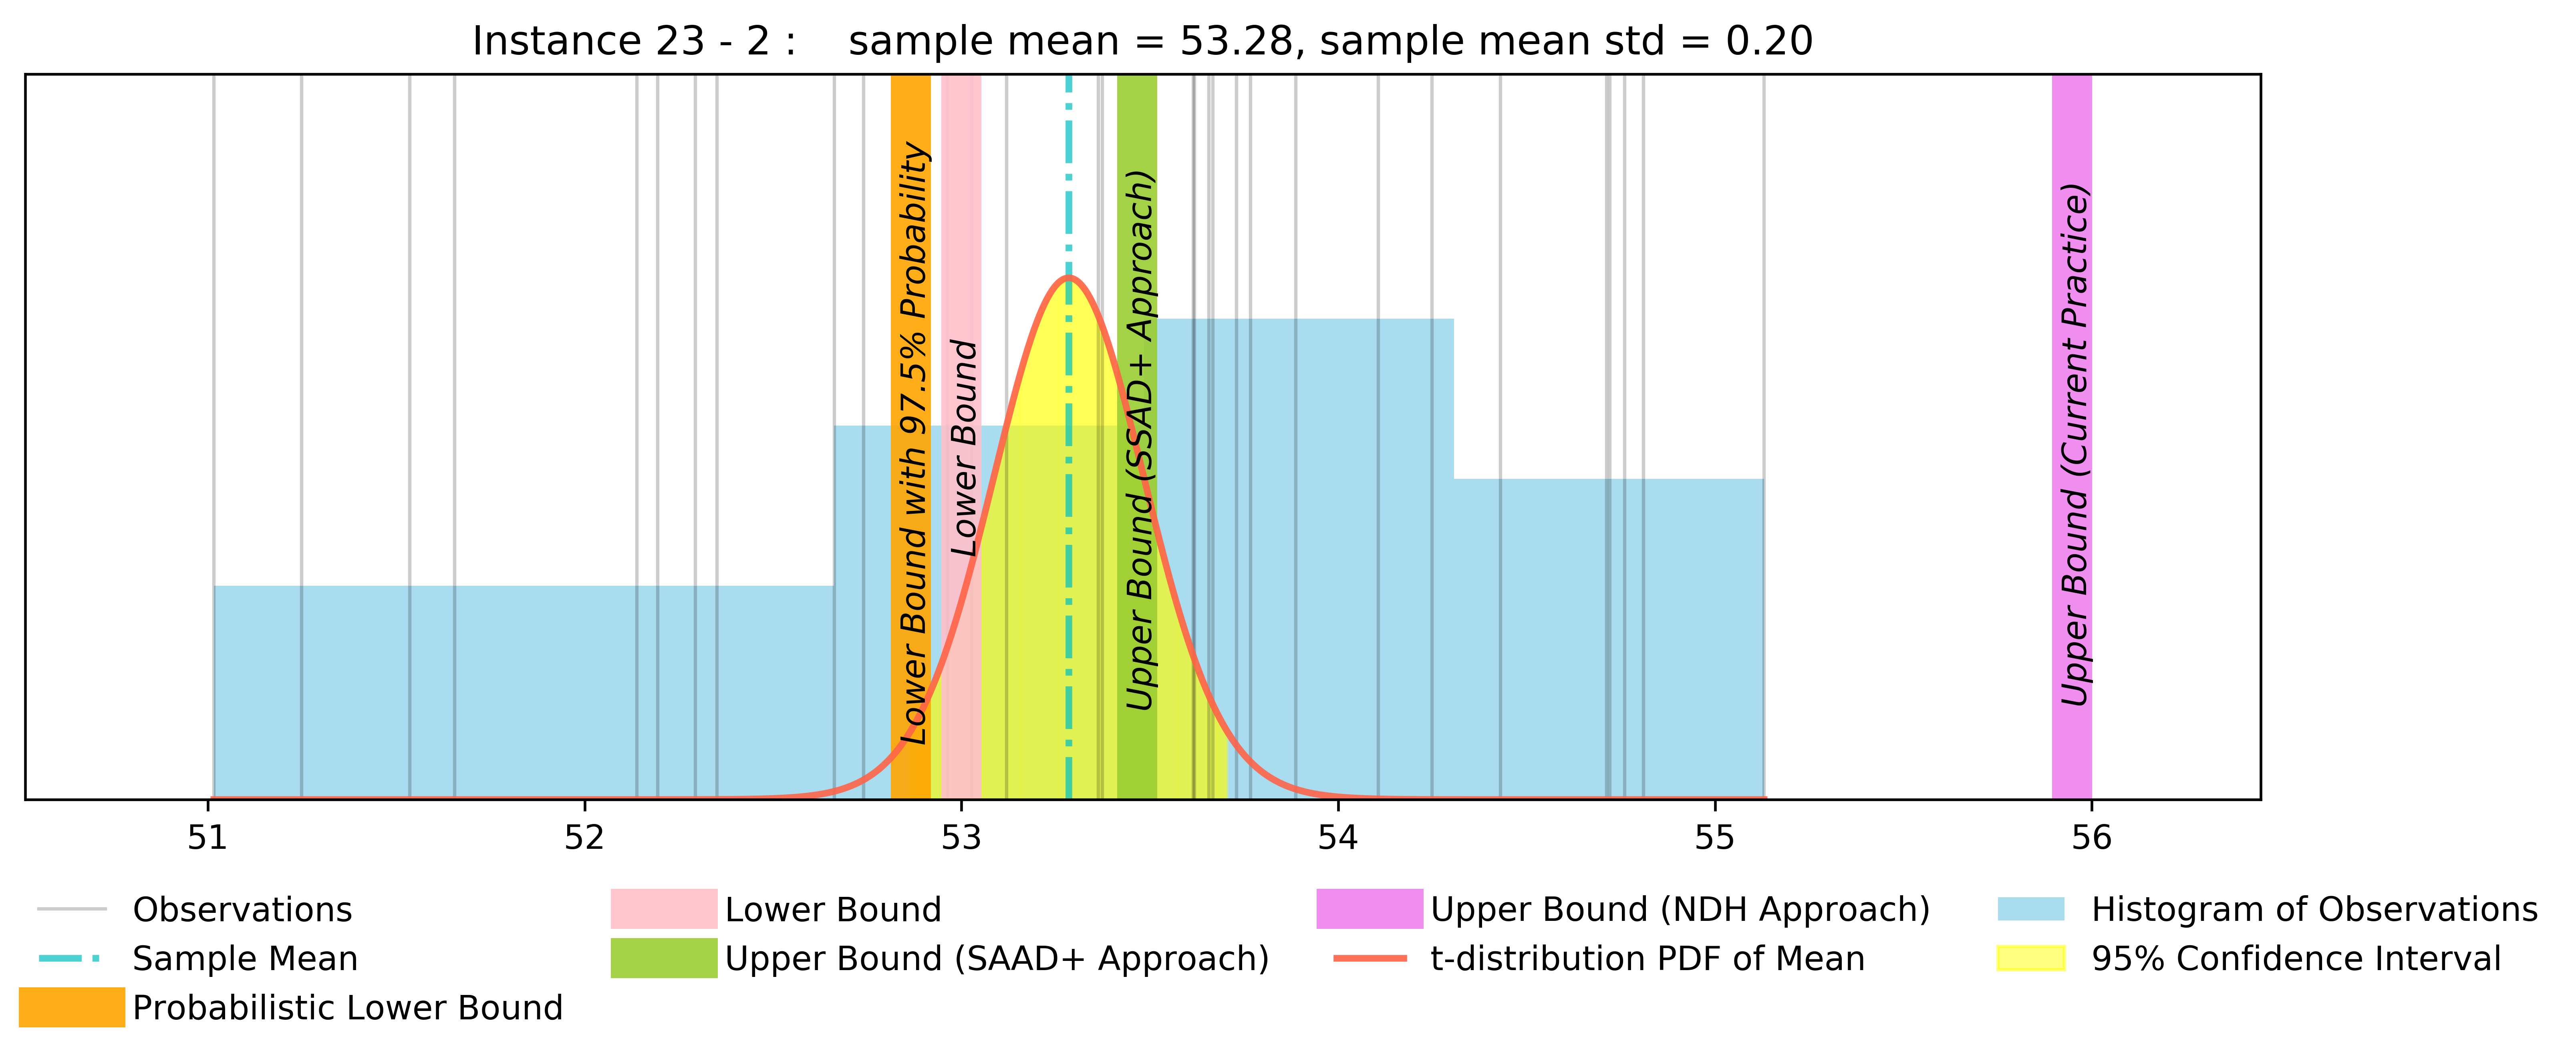 Instance 23 - 2 :    sample mean = 53.28, sample mean std = 0.20
Lower Bound with 97.5% Probability
Lower Bound
Upper Bound (SSAD+ Approach)
Upper Bound (Current Practice)
51 52 53 54 55 56
Observations
Sample Mean
Probabilistic Lower Bound
Lower Bound
Upper Bound (SAAD+ Approach)
Upper Bound (NDH Approach)
t-distribution PDF of Mean
Histogram of Observations
95% Confidence Interval